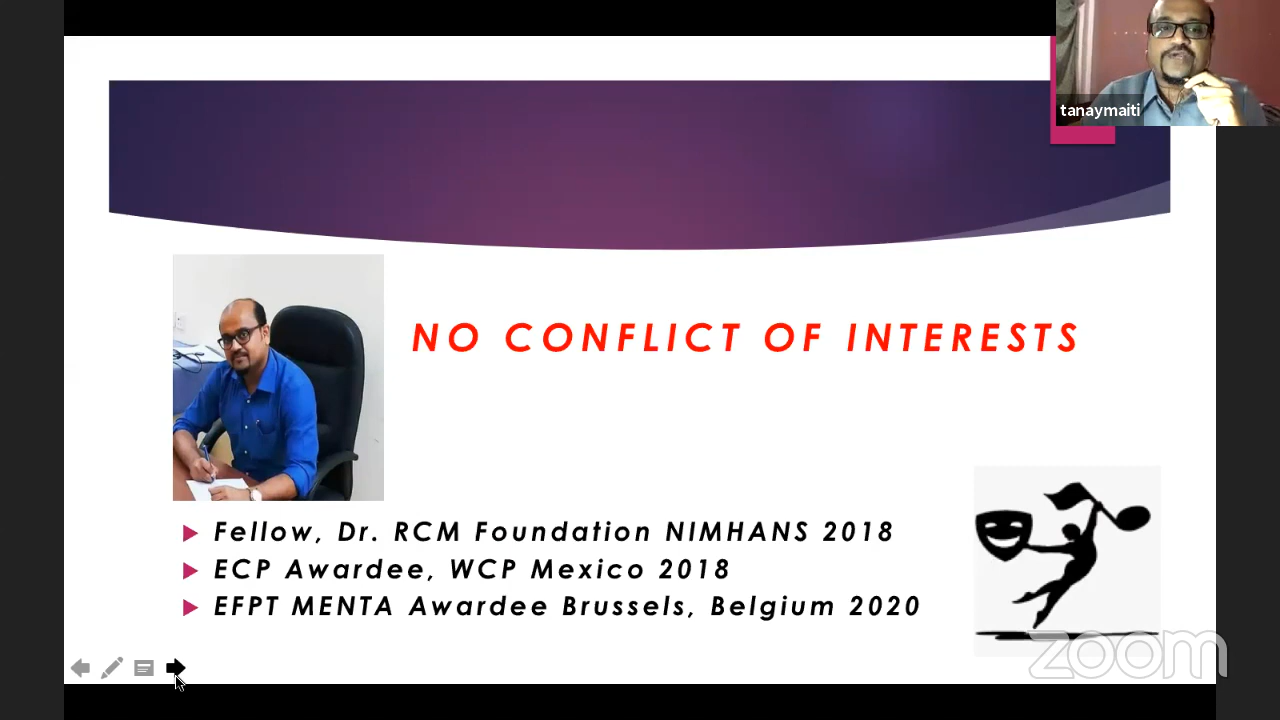 tanaymaiti
NO CONFLICT OF INTERESTS
Fellow, Dr. RCM Foundation NIMHANS 2018
ECP Awardee, WCP Mexico 2018
EFPT MENTA Awardee Brussels, Belgium 2020
zoom